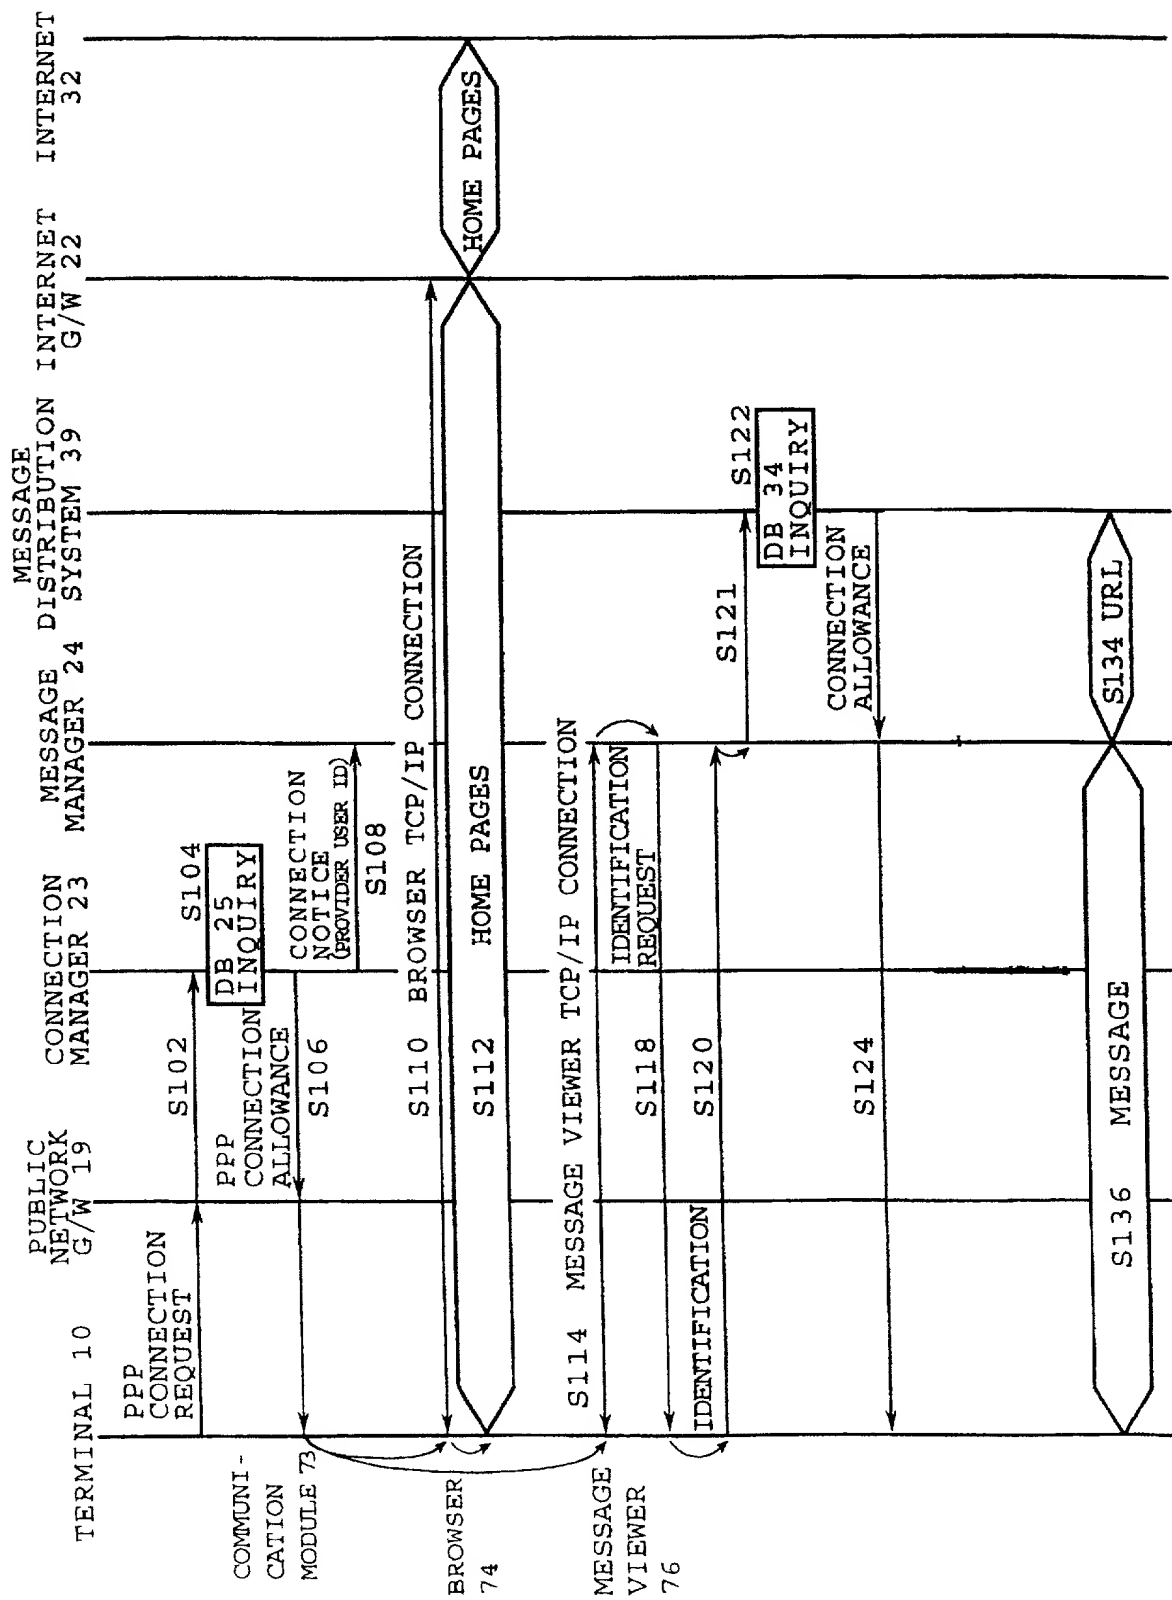 TERMINAL 10
PUBLIC
NETWORK
G/W 19
CONNECTION
MANAGER 23
MESSAGE
MANAGER 24
MESSAGE
DISTRIBUTION
SYSTEM 39
INTERNET
G/W 22
INTERNET
32
PPP
CONNECTION
REQUEST
S102
S104
DB 25
INQUIRY
PPP
CONNECTION
ALLOWANCE
S106
COMMUNI-
CATION
MODULE 73
CONNECTION
NOTICE
(PROVIDER USER ID)
S108
S110 BROWSER TCP/IP CONNECTION
BROWSER
74
S112 HOME PAGES
HOME PAGES
S114 MESSAGE VIEWER TCP/IP CONNECTION
MESSAGE
VIEWER
76
IDENTIFICATION
REQUEST
S118
IDENTIFICATION
S120
S121
S122
DB 34
INQUIRY
CONNECTION
ALLOWANCE
S124
S134 URL
S136 MESSAGE